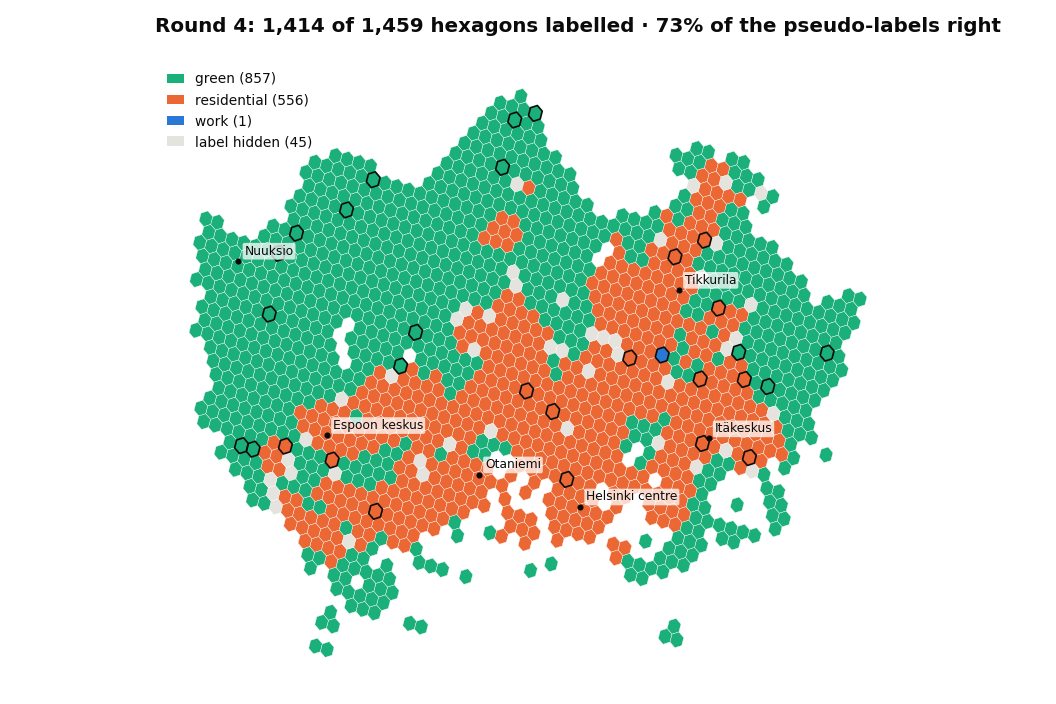 Round 4: 1,414 of 1,459 hexagons labelled · 73% of the pseudo-labels right
green (857)
residential (556)
work (1)
label hidden (45)
Nuuksio
Tikkurila
Espoon keskus
Itäkeskus
Otaniemi
Helsinki centre